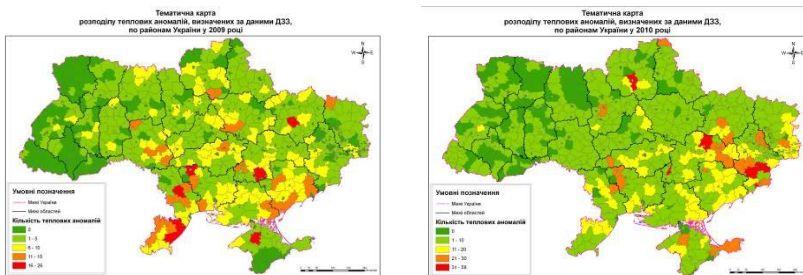 Тематична карта
розподілу теплових аномалій, визначених за даними ДЗЗ,
по районам України у 2009 році
Умовні позначення
Межі України
Межі областей
Кількість теплових аномалій
0
1 - 5
6 - 10
11 - 15
16 - 26
Тематична карта
розподілу теплових аномалій, визначених за даними ДЗЗ,
по районам України у 2010 році
Умовні позначення
Межі України
Межі областей
Кількість теплових аномалій
0
1 - 10
11 - 20
21 - 30
31 - 39